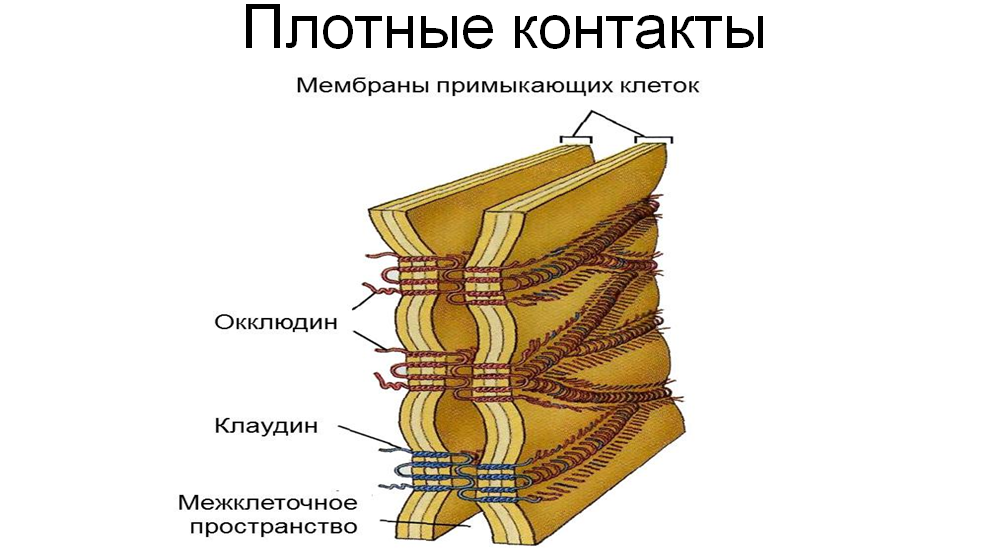 Плотные контакты
Мембраны примыкающих клеток
Окклюдин
Клаудин
Межклеточное
пространство